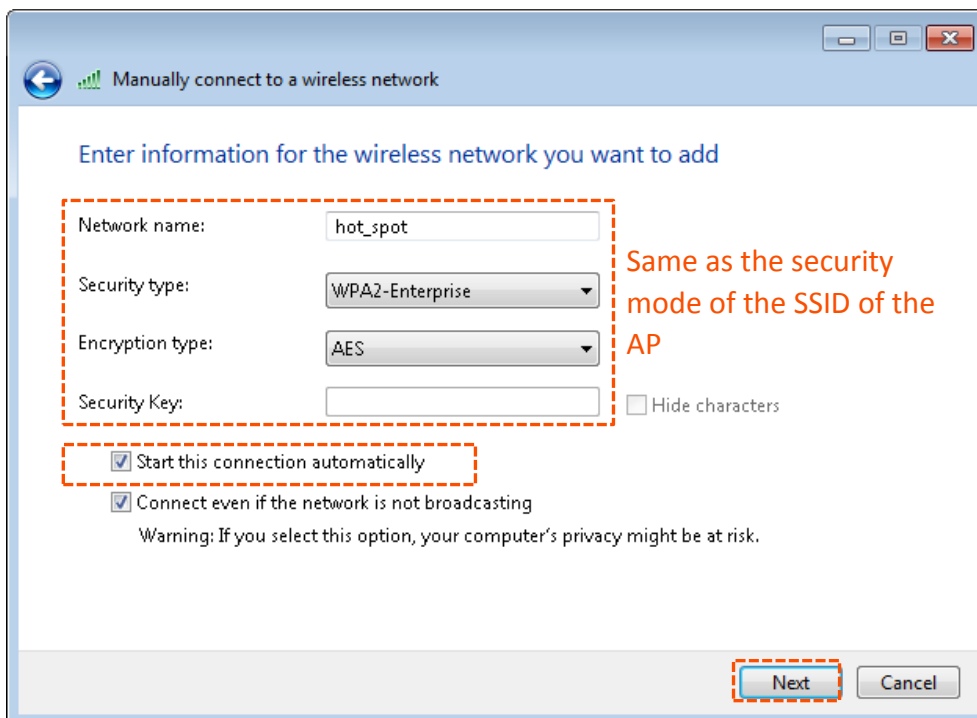 Manually connect to a wireless network
Enter information for the wireless network you want to add
Network name: hot_spot
Security type: WPA2-Enterprise
Encryption type: AES
Security Key: Hide characters
Same as the security
mode of the SSID of the
AP
Start this connection automatically
Connect even if the network is not broadcasting
Warning: If you select this option, your computer's privacy might be at risk.
Next Cancel